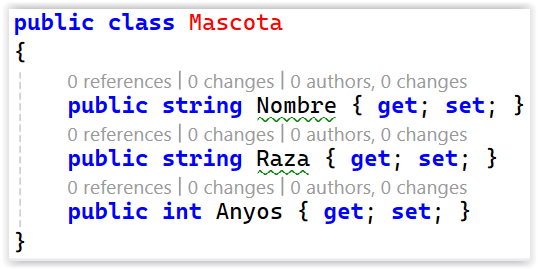 public class Mascota
{
0 references | 0 changes | 0 authors, 0 changes
public string Nombre { get; set; }
0 references | 0 changes | 0 authors, 0 changes
public string Raza { get; set; }
0 references | 0 changes | 0 authors, 0 changes
public int Anyos { get; set; }
}